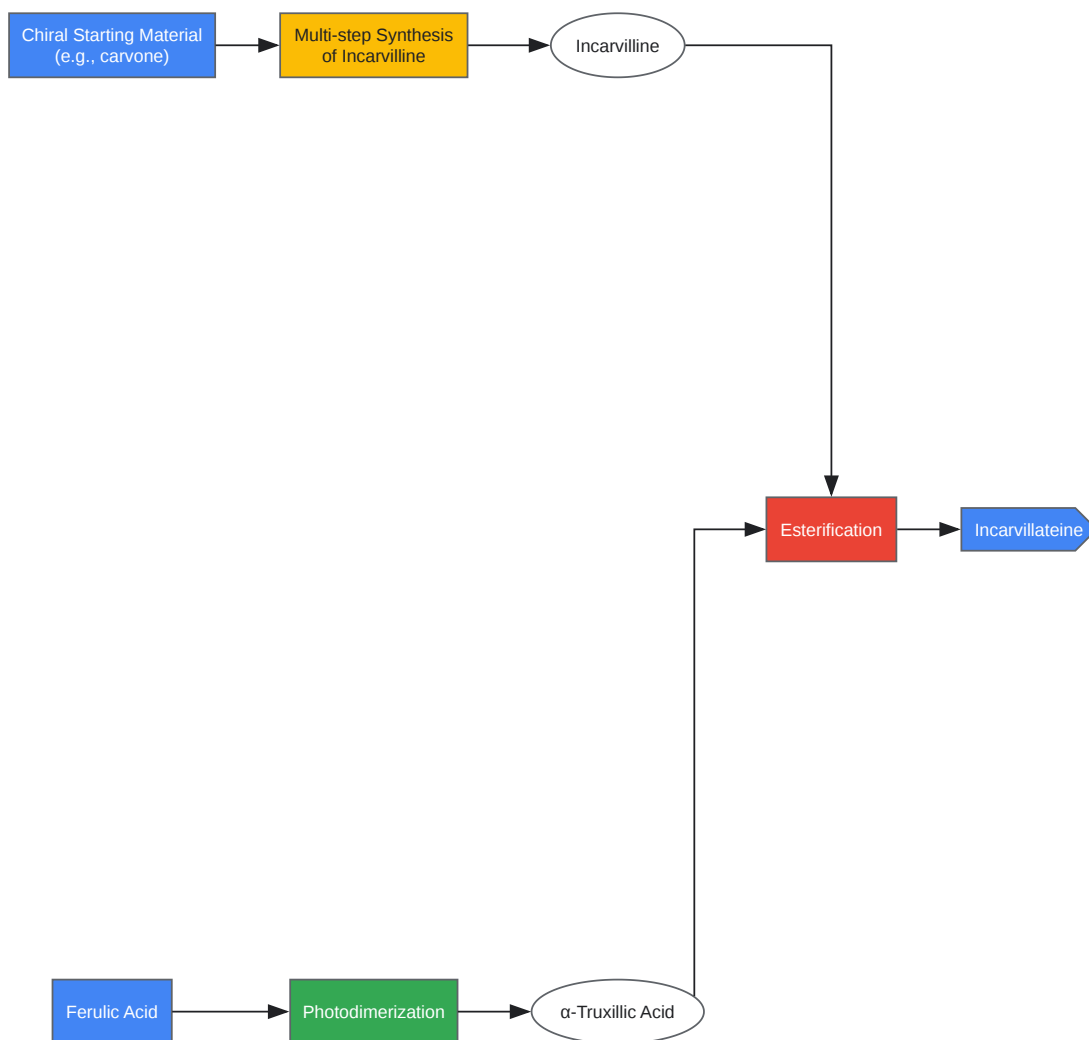 Chiral Starting Material
(e.g., carvone)
Multi-step Synthesis
of Incarvilline
Incarvilline
Esterification
Incarvillateine
Ferulic Acid
Photodimerization
α-Truxillic Acid